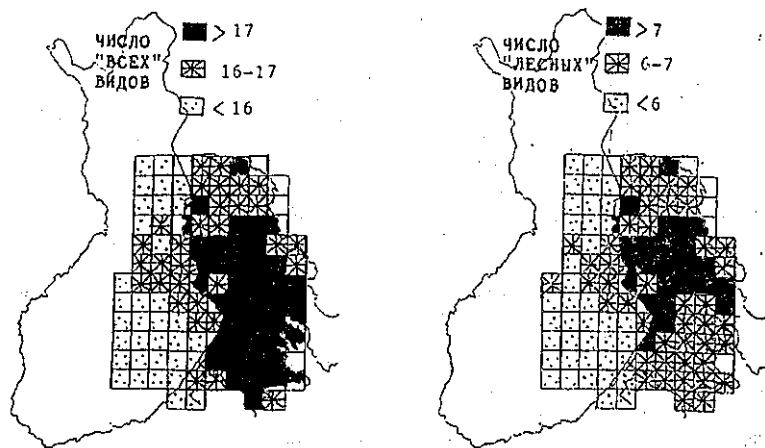 ЧИСЛО
"ВСЕХ"
ВИДОВ
> 17
16-17
< 16
ЧИСЛО
"ЛЕСНЫХ"
ВИДОВ
>7
6-7
<6